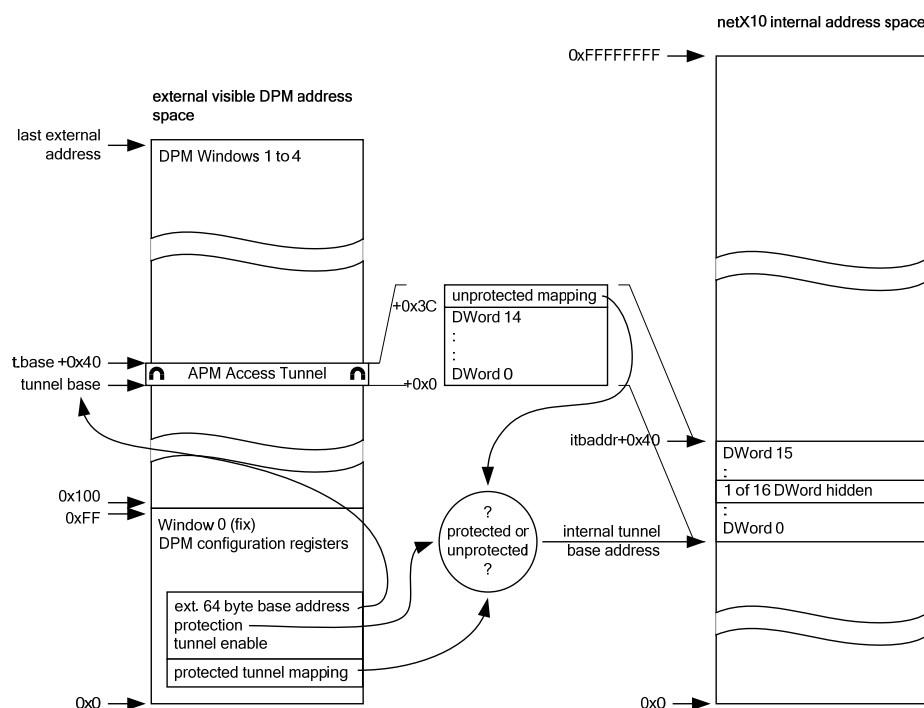 netX10 internal address space
0xFFFFFFFF
external visible DPM address
space
last external
address
DPM Windows 1 to 4
unprotected mapping
+0x3C
DWord 14
:
:
DWord 0
+0x0
t.base +0x40
APM Access Tunnel
tunnel base
itbaddr+0x40
DWord 15
:
1 of 16 DWord hidden
:
DWord 0
0x100
0xFF
Window 0 (fix)
DPM configuration registers
?
protected or
unprotected
?
internal tunnel
base address
ext. 64 byte base address
protection
tunnel enable
protected tunnel mapping
0x0
0x0